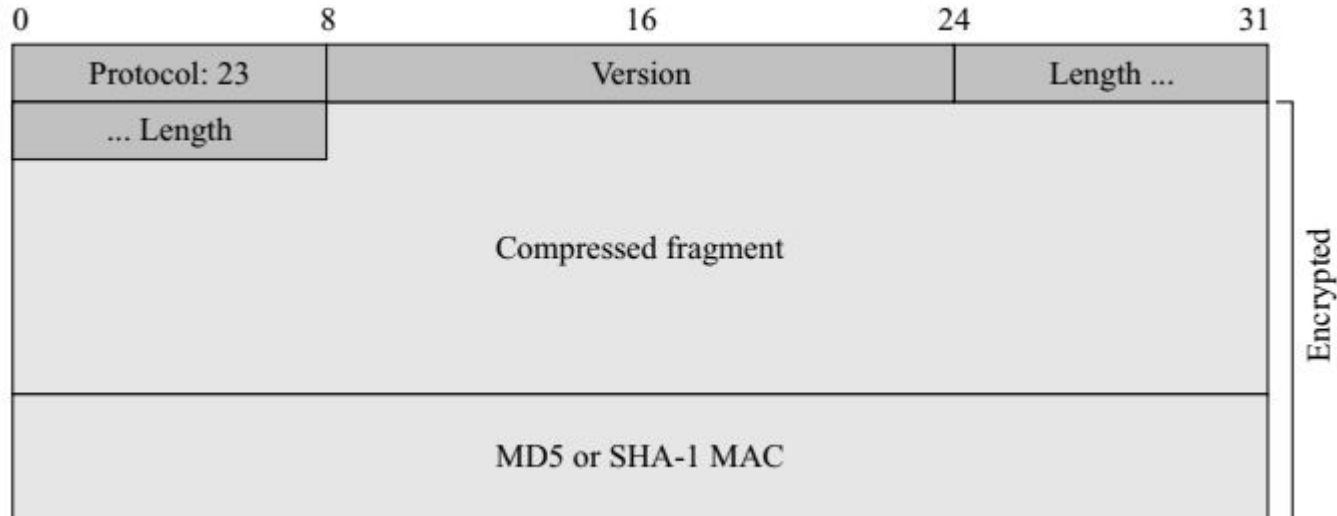 0 8 16 24 31
Protocol: 23 Version Length ...
... Length
Compressed fragment
Encrypted
MD5 or SHA-1 MAC